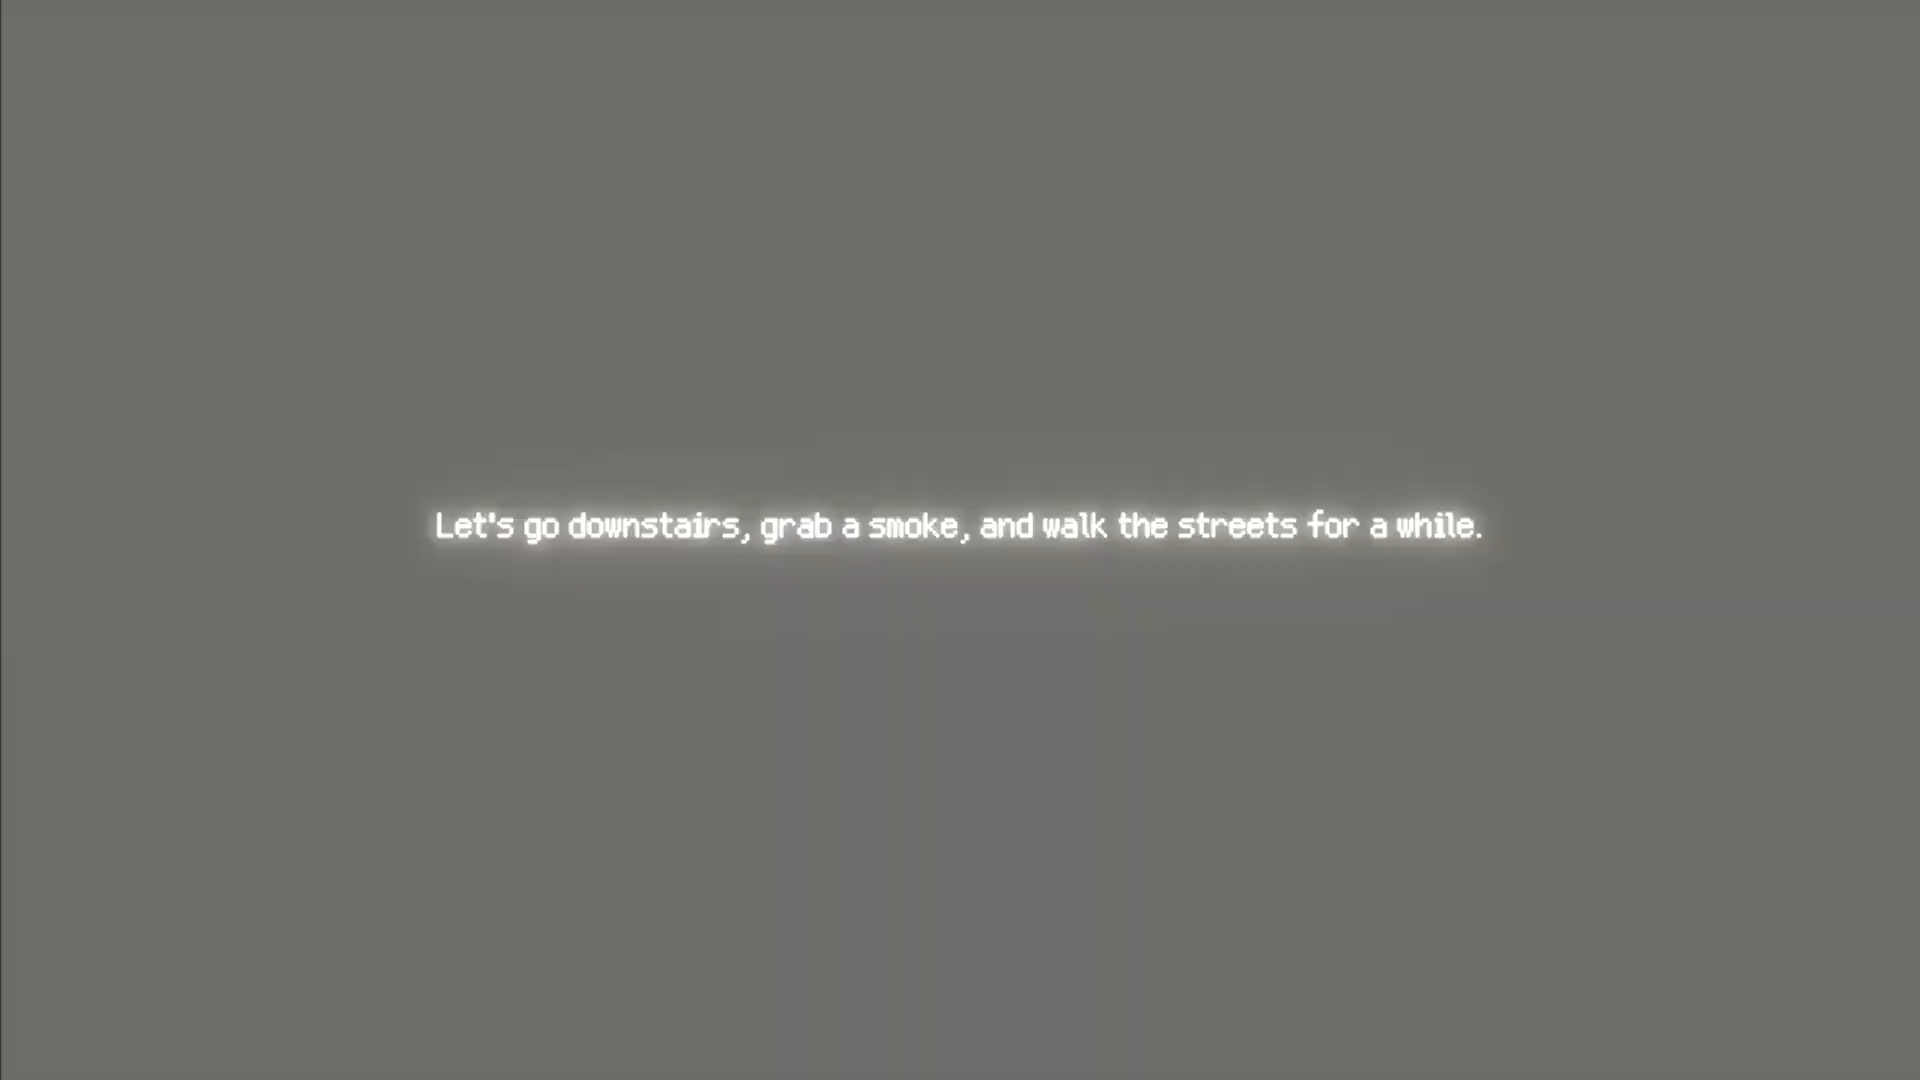 Let's go downstairs, grab a smoke, and walk the streets for a while.